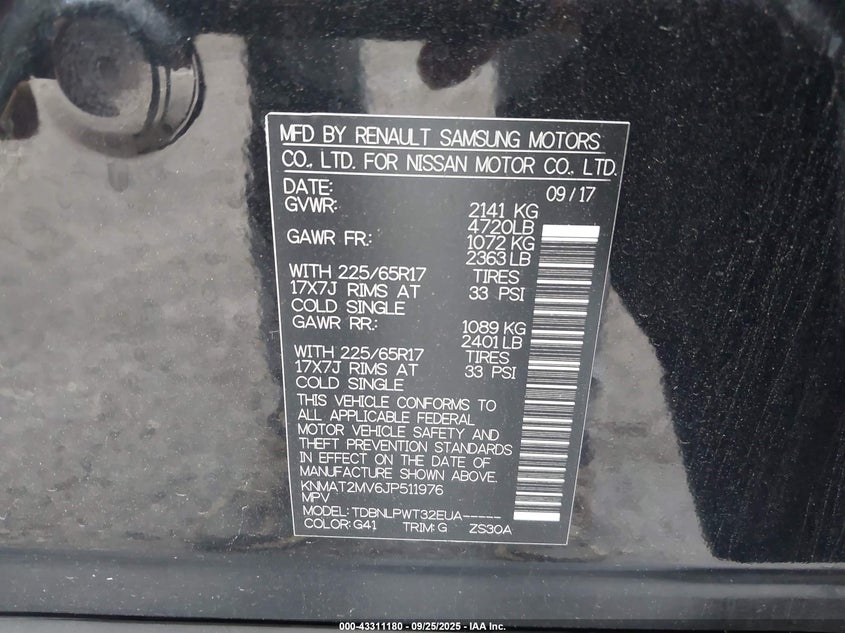 MFD BY RENAULT SAMSUNG MOTORS
CO., LTD. FOR NISSAN MOTOR CO., LTD.
DATE: 09/17
GVWR: 2141 KG
4720LB
GAWR FR.: 1072 KG
2363 LB
WITH 225/65R17 TIRES
17X7J RIMS AT 33 PSI
COLD SINGLE
GAWR RR.: 1089 KG
2401 LB
WITH 225/65R17 TIRES
17X7J RIMS AT 33 PSI
COLD SINGLE
THIS VEHICLE CONFORMS TO
ALL APPLICABLE FEDERAL
MOTOR VEHICLE SAFETY AND
THEFT PREVENTION STANDARDS
IN EFFECT ON THE DATE OF
MANUFACTURE SHOWN ABOVE.
KNMAT2MV6JP511976
MPV
MODEL: TDBNLPWT32EUA-----
COLOR: G41 TRIM: G ZS30A
000-43311180 - 09/25/2025 - IAA Inc.